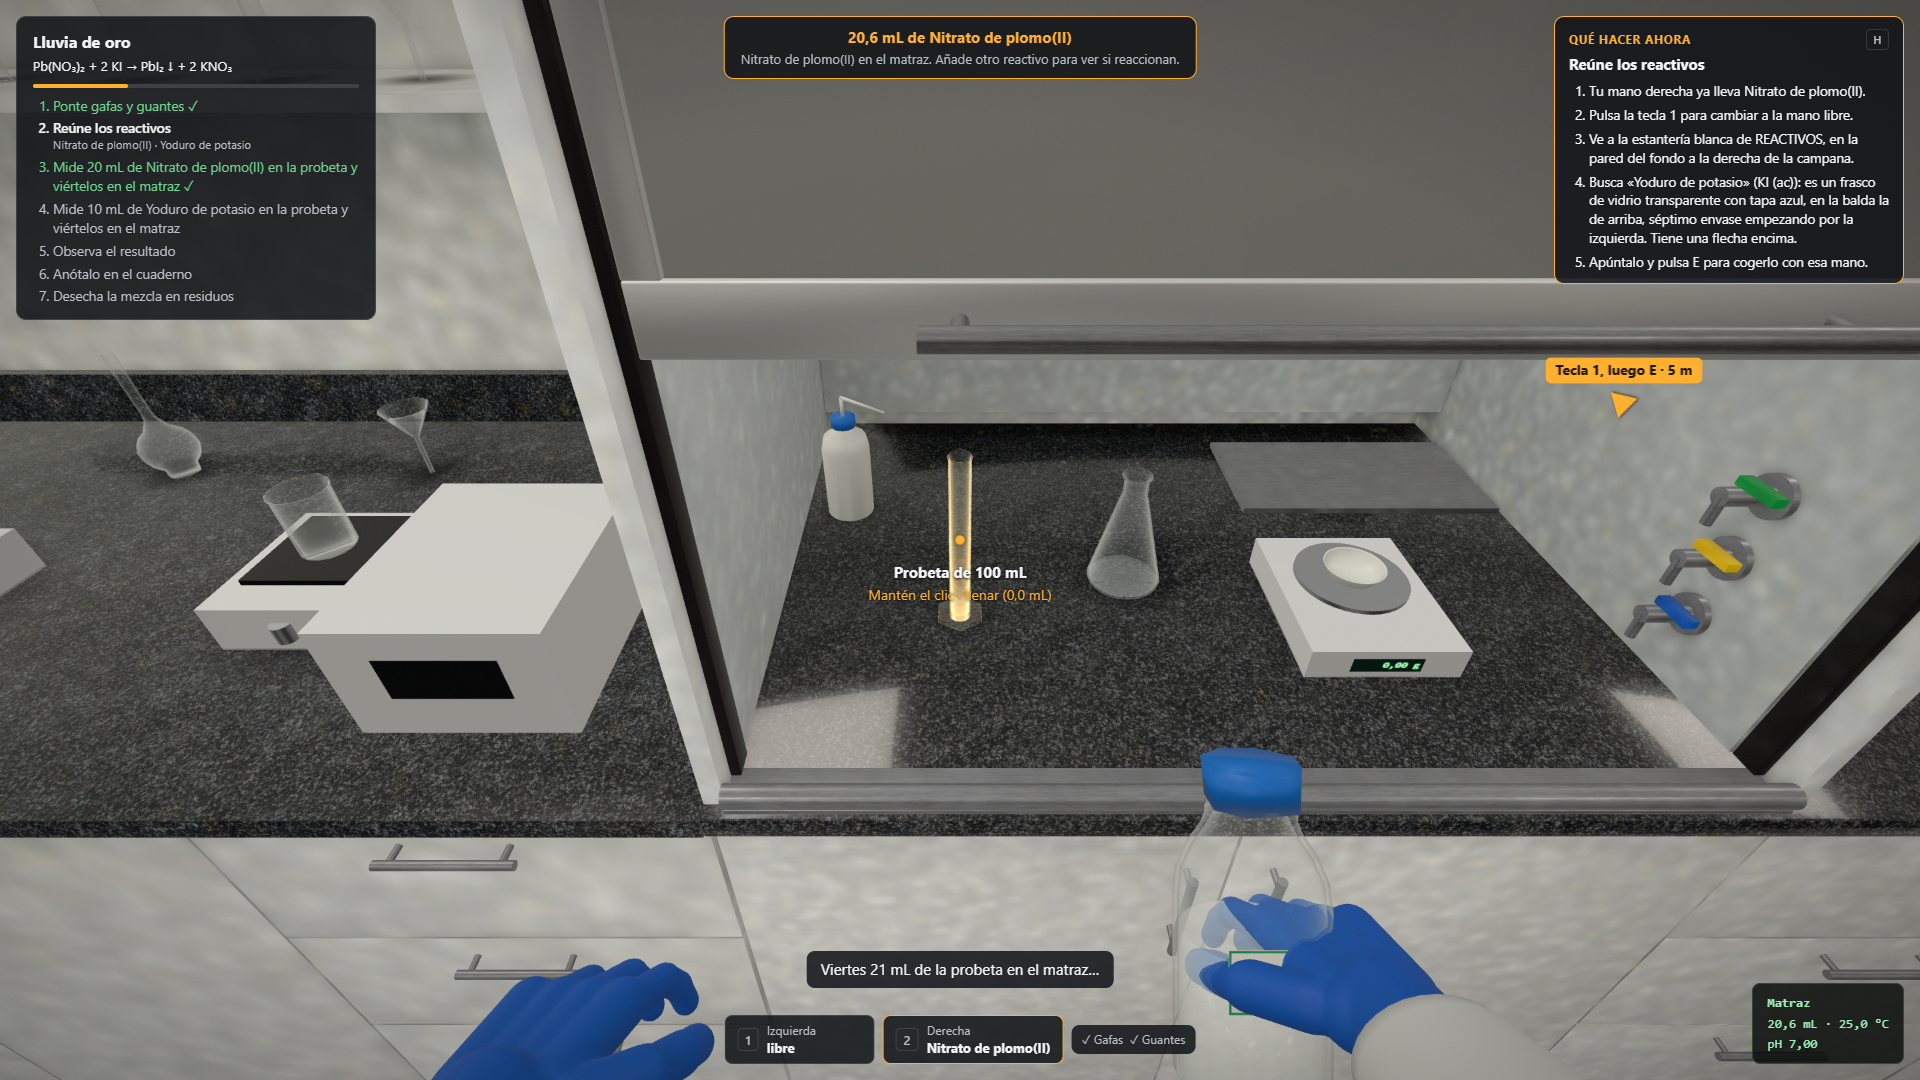 Lluvia de oro
Pb(NO₃)₂ + 2 KI → PbI₂ ↓ + 2 KNO₃
1. Ponte gafas y guantes ✓
2. Reúne los reactivos
Nitrato de plomo(II) · Yoduro de potasio
3. Mide 20 mL de Nitrato de plomo(II) en la probeta y
viértelos en el matraz ✓
4. Mide 10 mL de Yoduro de potasio en la probeta y
viértelos en el matraz
5. Observa el resultado
6. Anótalo en el cuaderno
7. Desecha la mezcla en residuos
20,6 mL de Nitrato de plomo(II)
Nitrato de plomo(II) en el matraz. Añade otro reactivo para ver si reaccionan.
QUÉ HACER AHORA
H
Reúne los reactivos
1. Tu mano derecha ya lleva Nitrato de plomo(II).
2. Pulsa la tecla 1 para cambiar a la mano libre.
3. Ve a la estantería blanca de REACTIVOS, en la
pared del fondo a la derecha de la campana.
4. Busca «Yoduro de potasio» (KI (ac)): es un frasco
de vidrio transparente con tapa azul, en la balda la
de arriba, séptimo envase empezando por la
izquierda. Tiene una flecha encima.
5. Apúntalo y pulsa E para cogerlo con esa mano.
Tecla 1, luego E · 5 m
Probeta de 100 mL
Mantén el clic llenar (0,0 mL)
0,00 g
Viertes 21 mL de la probeta en el matraz...
1
Izquierda
libre
2
Derecha
Nitrato de plomo(II)
✓ Gafas ✓ Guantes
Matraz
20,6 mL · 25,0 ºC
pH 7,00